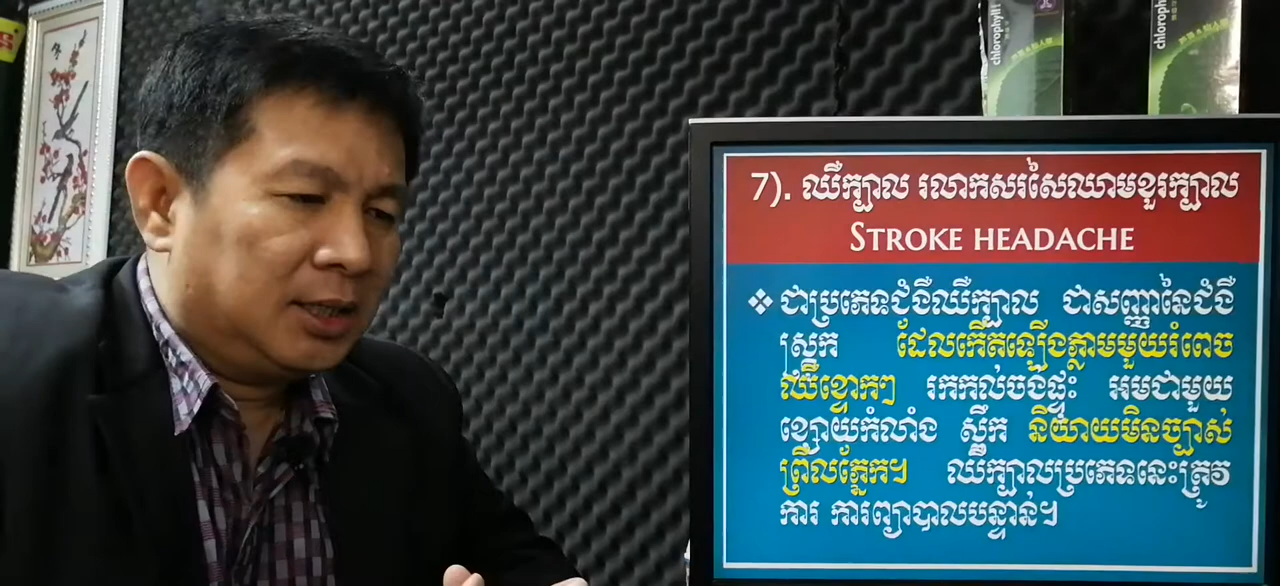 chlorophyll
chloroph
7). ឈឺក្បាល រលាកសរសៃឈាមខួរក្បាល
STROKE HEADACHE
❖ ជាប្រភេទជំងឺឈឺក្បាល ជាសញ្ញានៃជំងឺ
ស្ត្រូក ដែលកើតឡើងភ្លាមមួយរំពេច
ឈឺខ្ទោកៗ រកកល់ចង់ផ្ទុះ អមជាមួយ
ខ្សោយកំលាំង ស្ពឹក និយាយមិនច្បាស់
ព្រឹលភ្នែក។ ឈឺក្បាលប្រភេទនេះត្រូវ
ការ ការព្យាបាលបន្ទាន់។